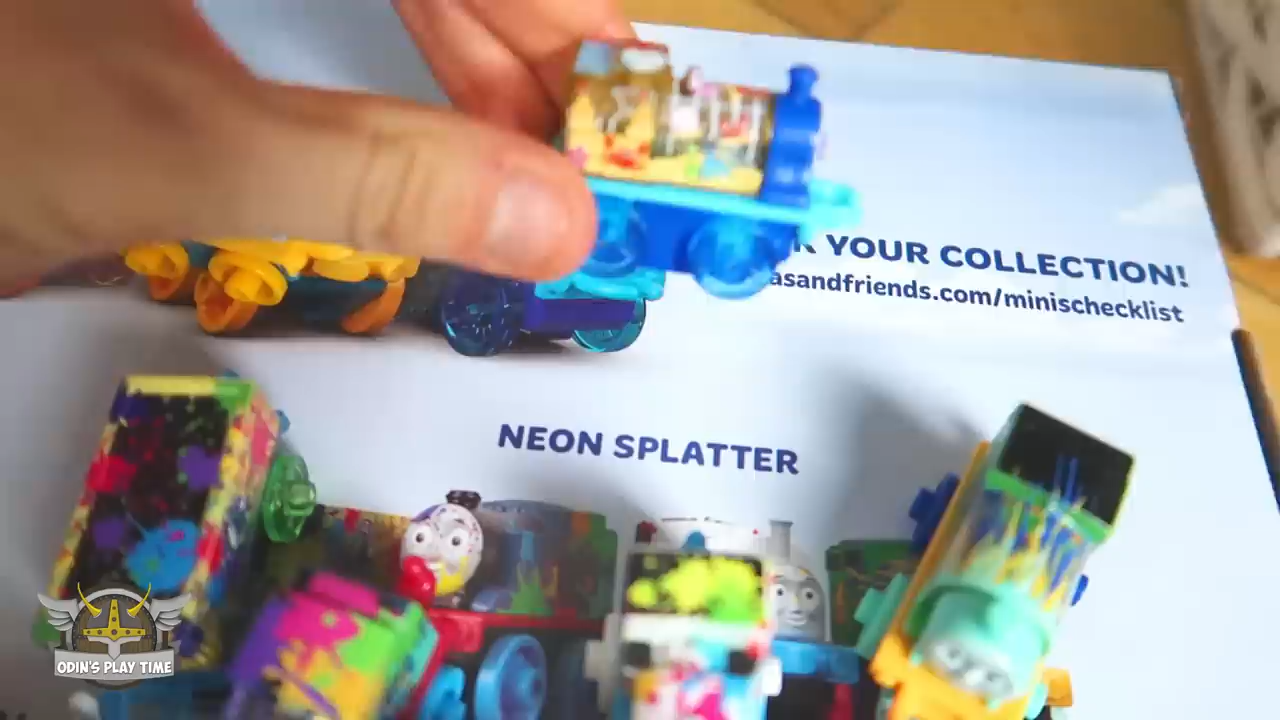 YOUR COLLECTION!
asandfriends.com/minischecklist
NEON SPLATTER
ODIN'S PLAY TIME